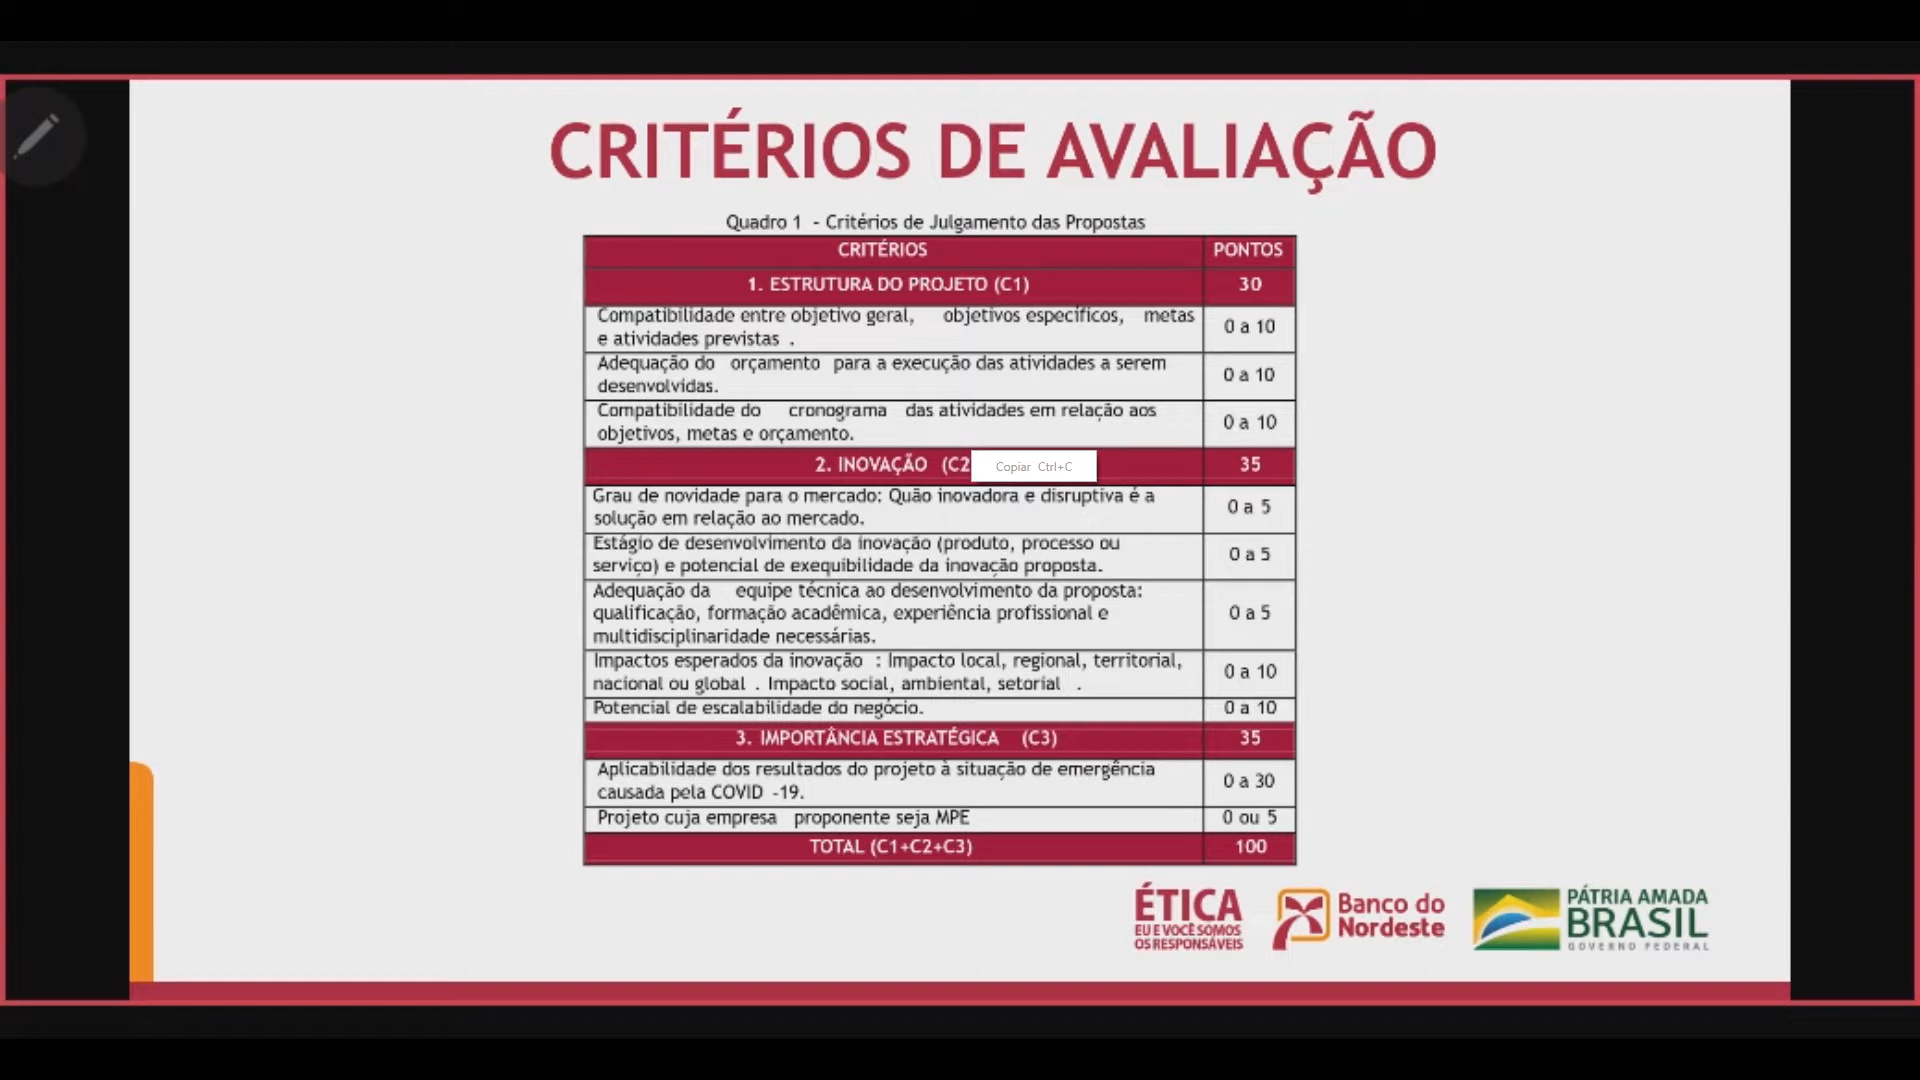 CRITÉRIOS DE AVALIAÇÃO
Quadro 1 - Critérios de Julgamento das Propostas
CRITÉRIOS PONTOS
1. ESTRUTURA DO PROJETO (C1) 30
Compatibilidade entre objetivo geral, objetivos específicos, metas
e atividades previstas .
0 a 10
Adequação do orçamento para a execução das atividades a serem
desenvolvidas.
0 a 10
Compatibilidade do cronograma das atividades em relação aos
objetivos, metas e orçamento.
0 a 10
2. INOVAÇÃO (C2 35
Copiar Ctrl+C
Grau de novidade para o mercado: Quão inovadora e disruptiva é a
solução em relação ao mercado.
0 a 5
Estágio de desenvolvimento da inovação (produto, processo ou
serviço) e potencial de exequibilidade da inovação proposta.
0 a 5
Adequação da equipe técnica ao desenvolvimento da proposta:
qualificação, formação acadêmica, experiência profissional e
multidisciplinaridade necessárias.
0 a 5
Impactos esperados da inovação : Impacto local, regional, territorial,
nacional ou global . Impacto social, ambiental, setorial .
0 a 10
Potencial de escalabilidade do negócio. 0 a 10
3. IMPORTÂNCIA ESTRATÉGICA (C3) 35
Aplicabilidade dos resultados do projeto à situação de emergência
causada pela COVID -19.
0 a 30
Projeto cuja empresa proponente seja MPE 0 ou 5
TOTAL (C1+C2+C3) 100
ÉTICA
EU E VOCÊ SOMOS
OS RESPONSÁVEIS
Banco do
Nordeste
PÁTRIA AMADA
BRASIL
GOVERNO FEDERAL